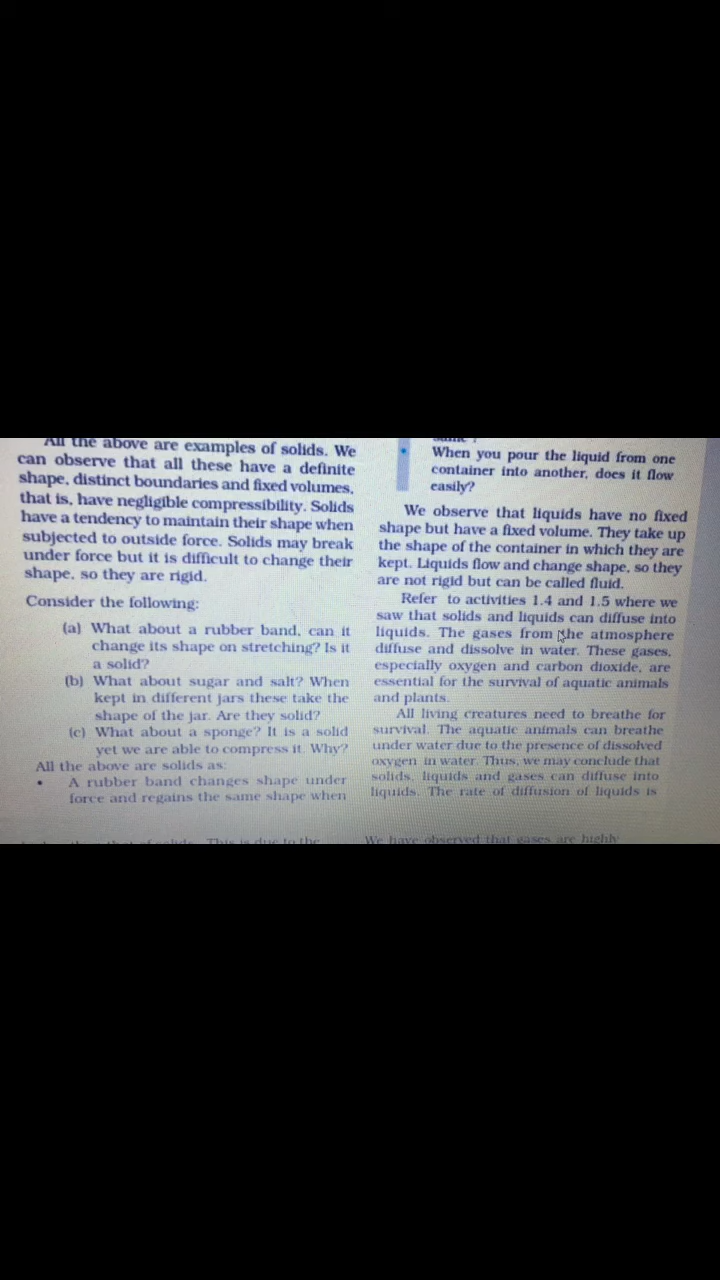 All the above are examples of solids. We
can observe that all these have a definite
shape, distinct boundaries and fixed volumes,
that is, have negligible compressibility. Solids
have a tendency to maintain their shape when
subjected to outside force. Solids may break
under force but it is difficult to change their
shape, so they are rigid.
Consider the following:
(a) What about a rubber band, can it
change its shape on stretching? Is it
a solid?
(b) What about sugar and salt? When
kept in different jars these take the
shape of the jar. Are they solid?
(c) What about a sponge? It is a solid
yet we are able to compress it. Why?
All the above are solids as:
• A rubber band changes shape under
force and regains the same shape when
This is due to the
• When you pour the liquid from one
container into another, does it flow
easily?
We observe that liquids have no fixed
shape but have a fixed volume. They take up
the shape of the container in which they are
kept. Liquids flow and change shape, so they
are not rigid but can be called fluid.
Refer to activities 1.4 and 1.5 where we
saw that solids and liquids can diffuse into
liquids. The gases from the atmosphere
diffuse and dissolve in water. These gases,
especially oxygen and carbon dioxide, are
essential for the survival of aquatic animals
and plants.
All living creatures need to breathe for
survival. The aquatic animals can breathe
under water due to the presence of dissolved
oxygen in water. Thus, we may conclude that
solids, liquids and gases can diffuse into
liquids. The rate of diffusion of liquids is
We have observed that gases are highly